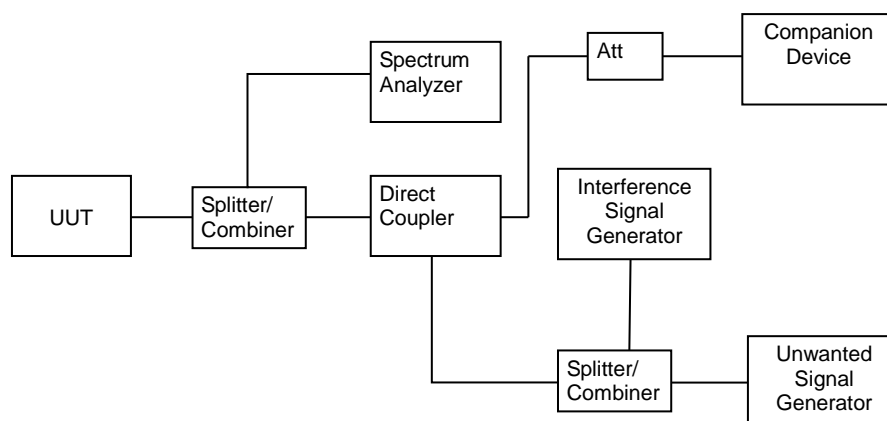 Spectrum
Analyzer
Att
Companion
Device
UUT
Splitter/
Combiner
Direct
Coupler
Interference
Signal
Generator
Splitter/
Combiner
Unwanted
Signal
Generator